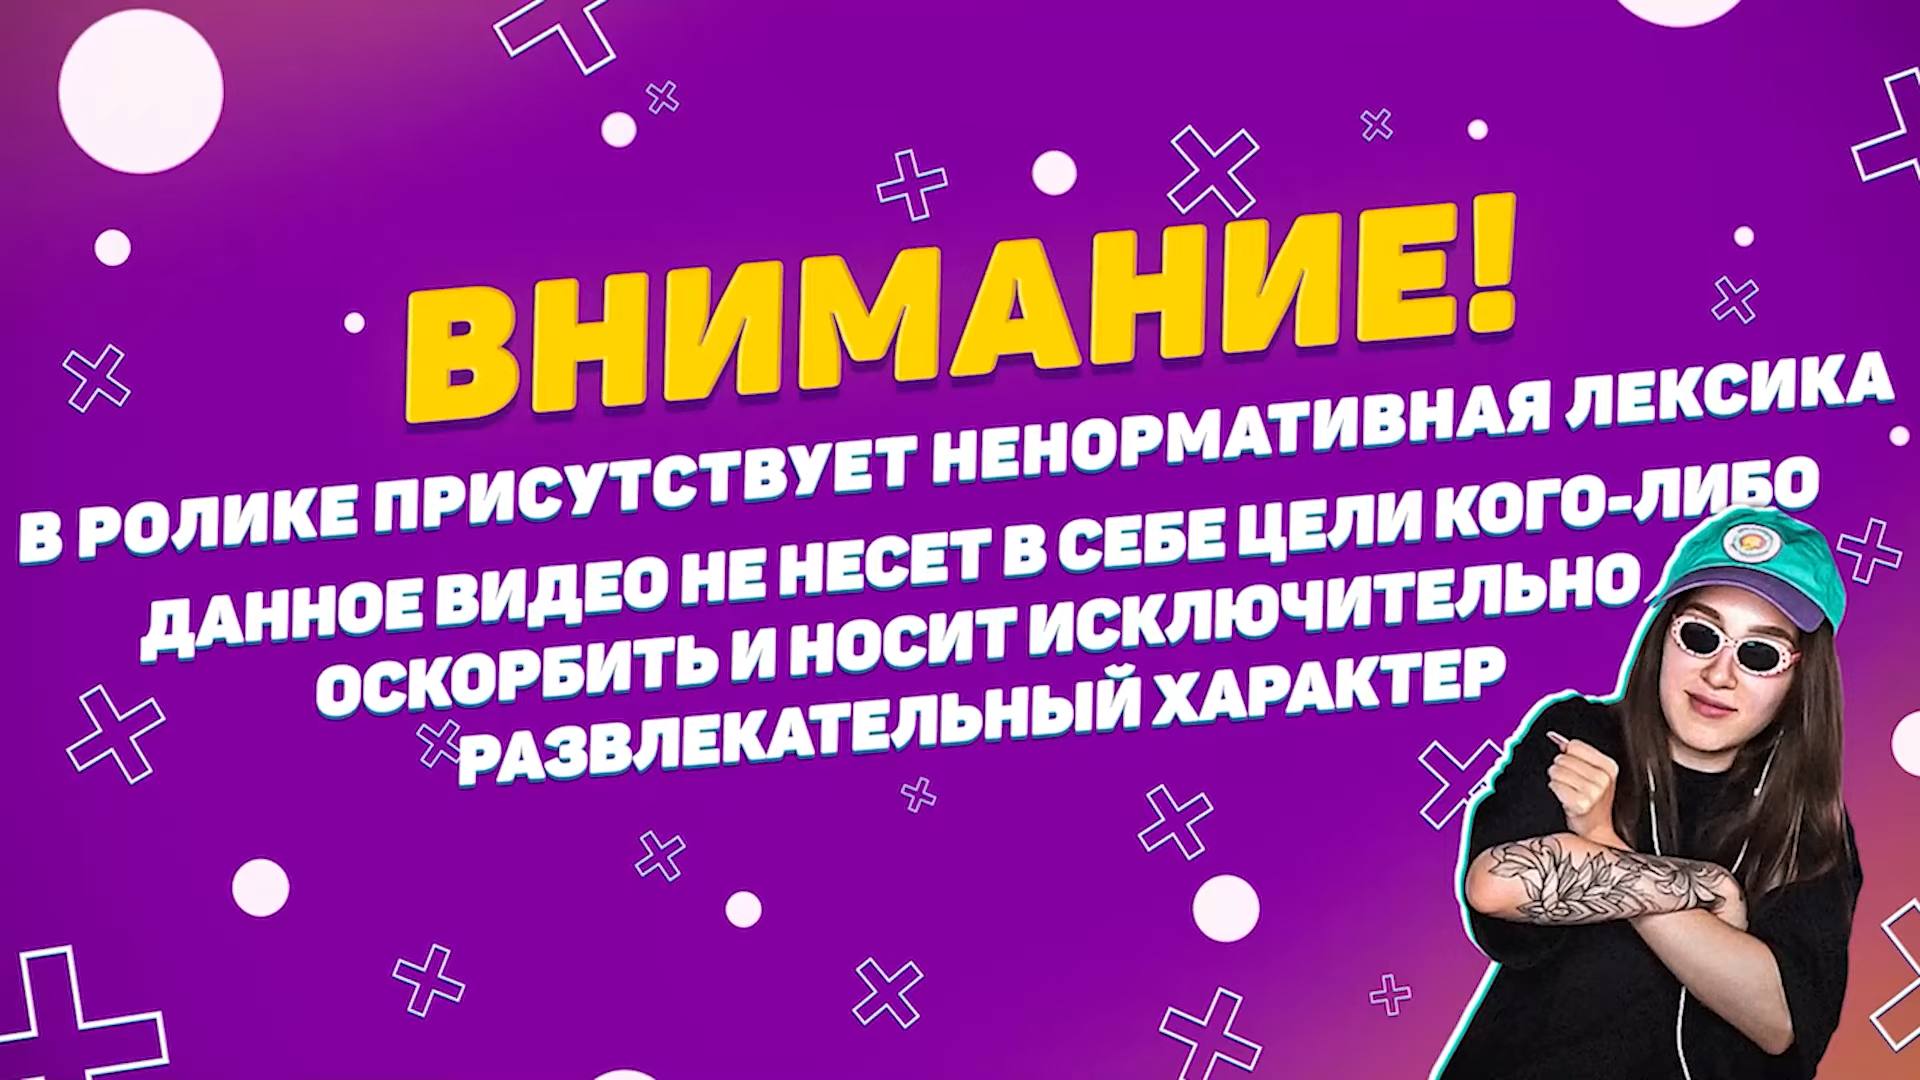 ВНИМАНИЕ!
В РОЛИКЕ ПРИСУТСТВУЕТ НЕНОРМАТИВНАЯ ЛЕКСИКА
ДАННОЕ ВИДЕО НЕ НЕСЕТ В СЕБЕ ЦЕЛИ КОГО-ЛИБО
ОСКОРБИТЬ И НОСИТ ИСКЛЮЧИТЕЛЬНО
РАЗВЛЕКАТЕЛЬНЫЙ ХАРАКТЕР